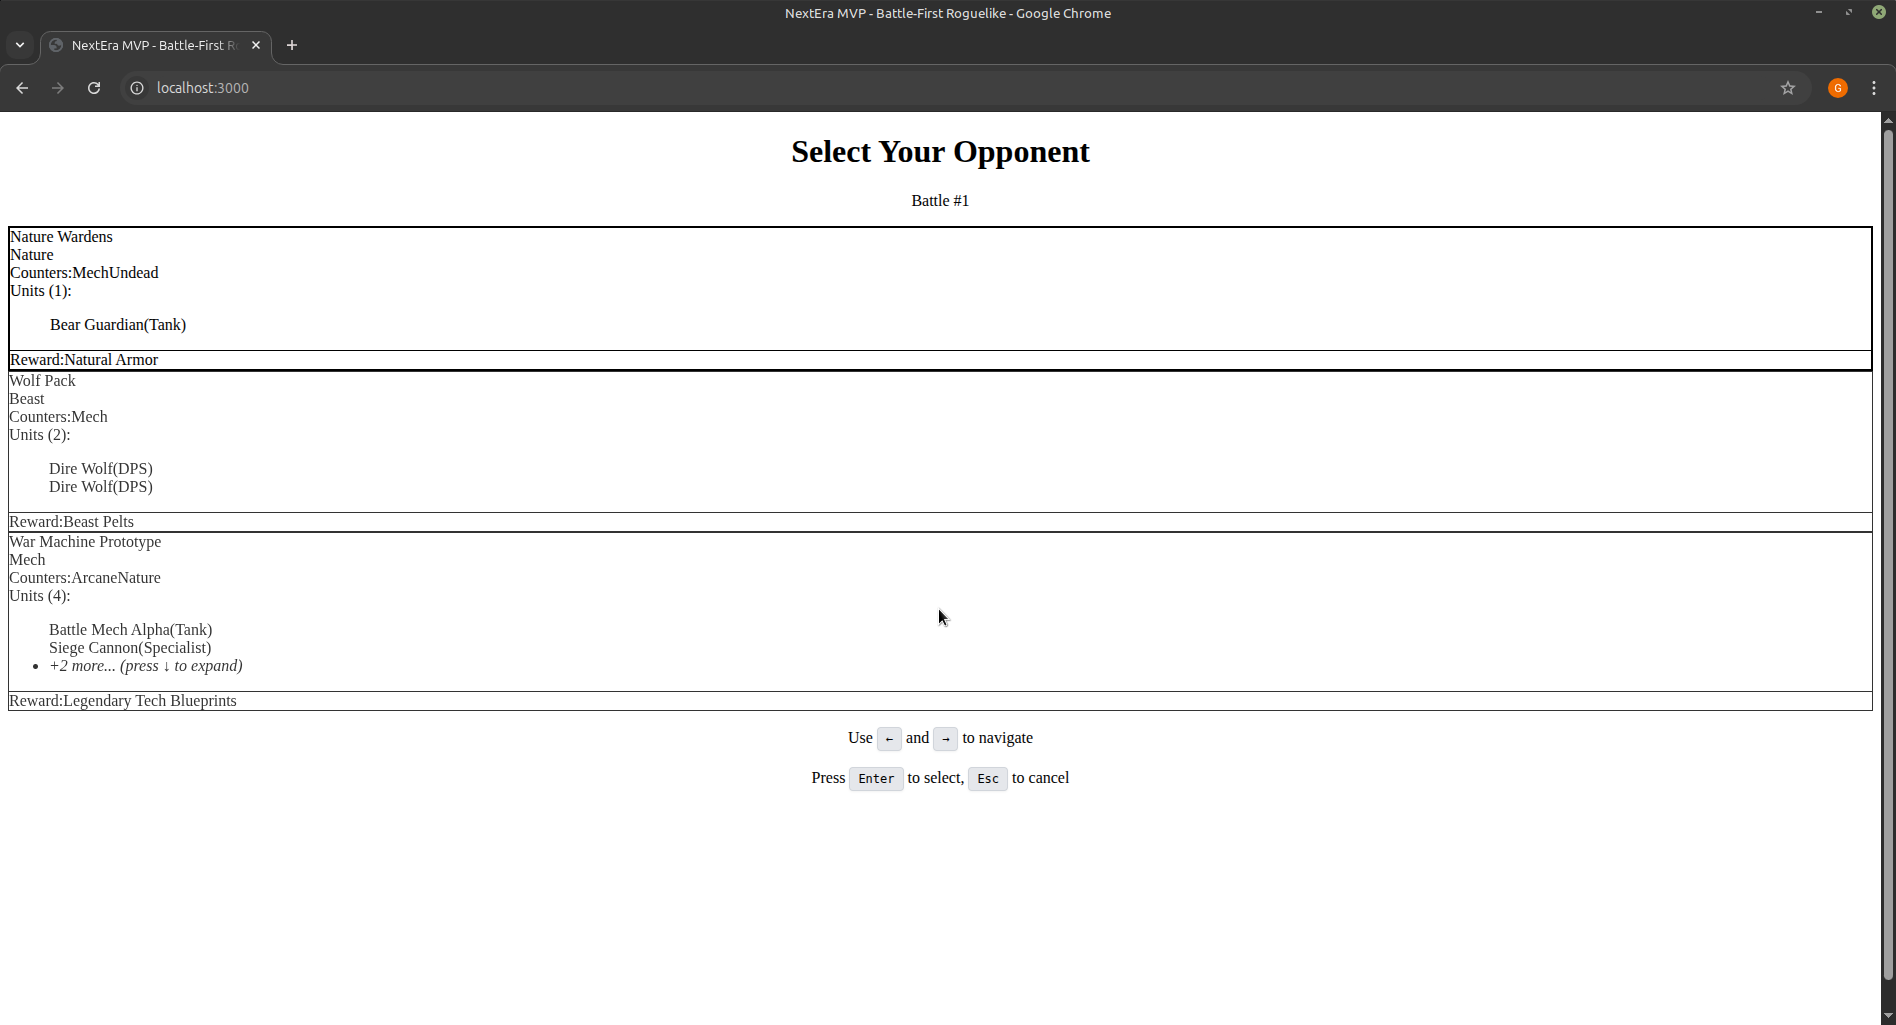 NextEra MVP - Battle-First Roguelike - Google Chrome
NextEra MVP - Battle-First R
localhost:3000
G
Select Your Opponent
Battle #1
Nature Wardens
Nature
Counters:MechUndead
Units (1):
Bear Guardian(Tank)
Reward:Natural Armor
Wolf Pack
Beast
Counters:Mech
Units (2):
Dire Wolf(DPS)
Dire Wolf(DPS)
Reward:Beast Pelts
War Machine Prototype
Mech
Counters:ArcaneNature
Units (4):
Battle Mech Alpha(Tank)
Siege Cannon(Specialist)
+2 more... (press ↓ to expand)
Reward:Legendary Tech Blueprints
Use ← and → to navigate
Press Enter to select, Esc to cancel